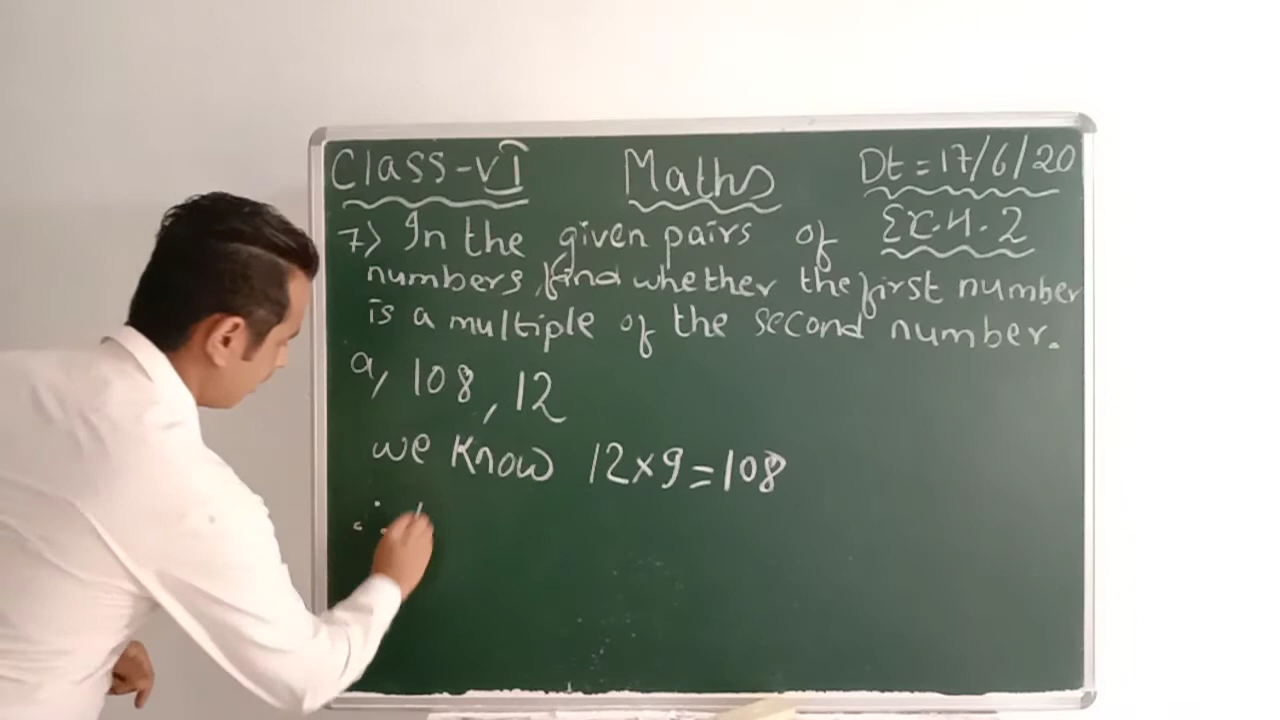 Class-VI Maths Dt=17/6/20
Ex.4.2
7) In the given pairs of
numbers, find whether the first number
is a multiple of the second number.
a, 108, 12
we know 12×9=108
∴